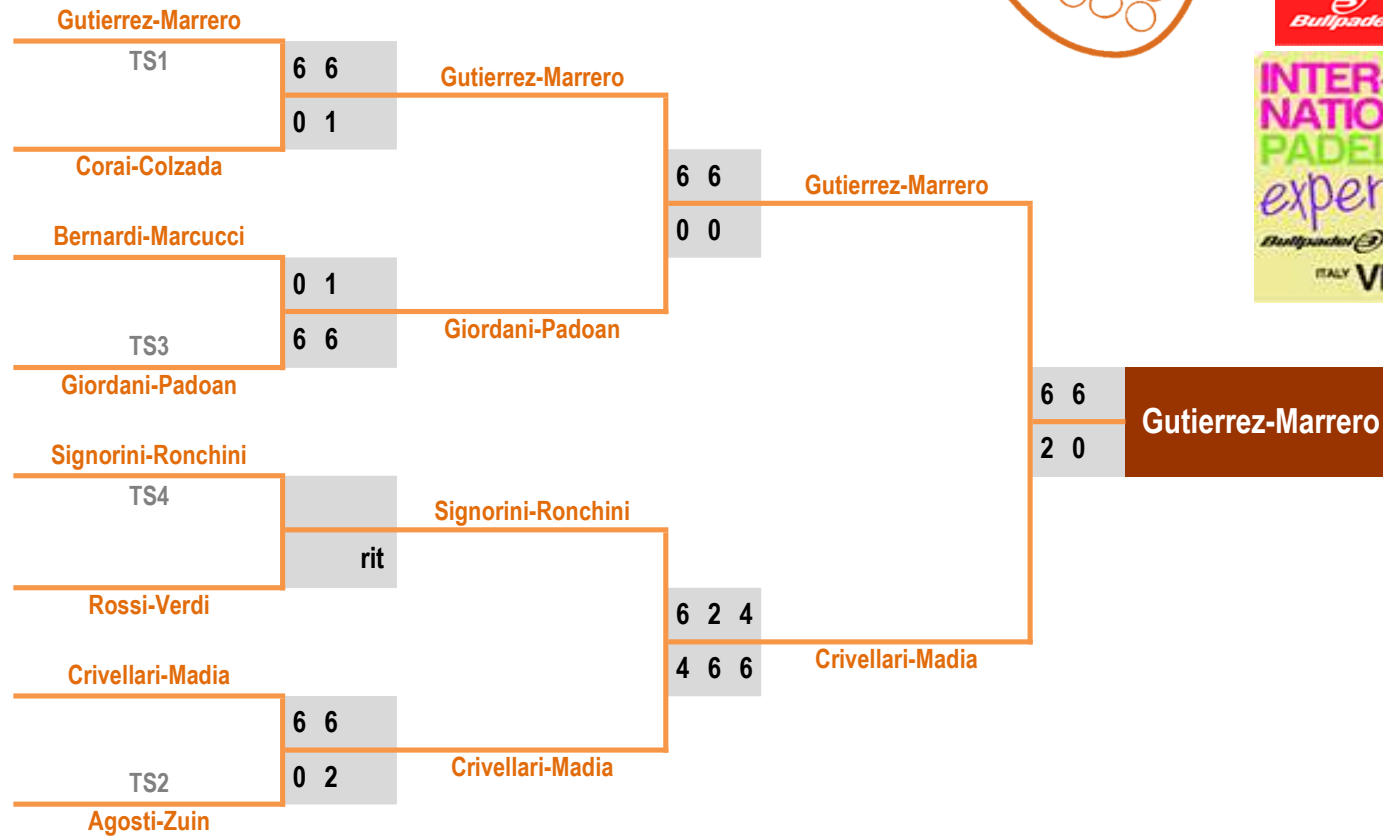 Gutierrez-Marrero
TS1
6 6
0 1
Corai-Colzada
Bernardi-Marcucci
0 1
TS3
6 6
Giordani-Padoan
Signorini-Ronchini
TS4
rit
Rossi-Verdi
Crivellari-Madia
6 6
TS2
0 2
Agosti-Zuin
Gutierrez-Marrero
6 6
0 0
Giordani-Padoan
Signorini-Ronchini
6 2 4
4 6 6
Crivellari-Madia
Gutierrez-Marrero
6 6
2 0
Crivellari-Madia
Gutierrez-Marrero
Bullpade
INTER-
NATIO
PADEL
exper
Bullpadel
ITALY VI